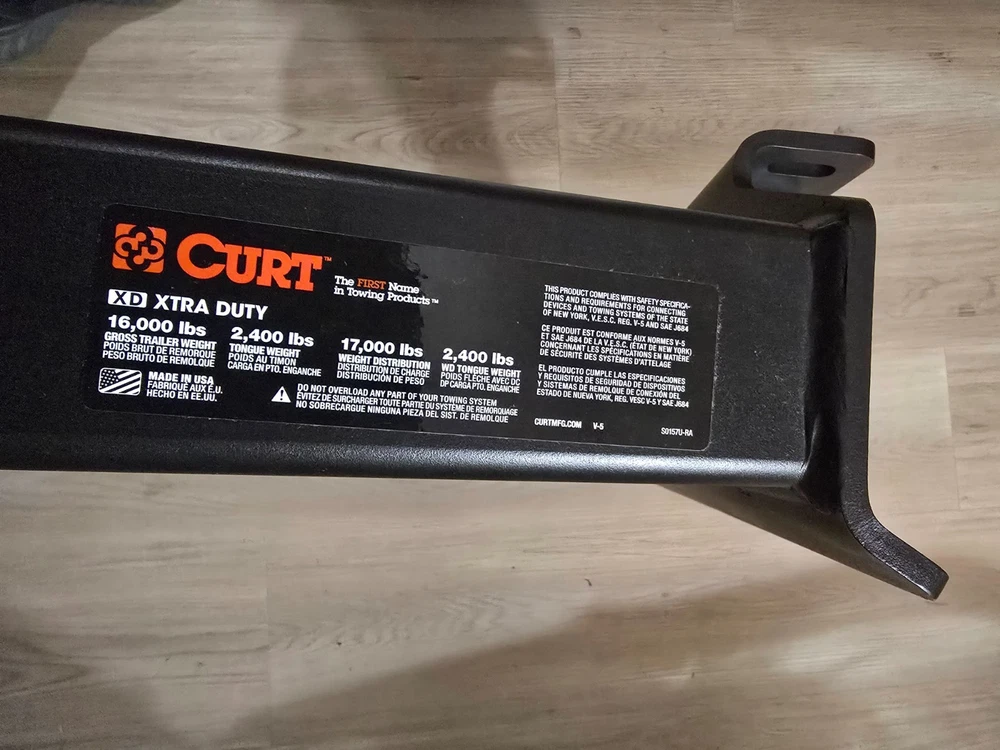 CURT™
The FIRST Name
in Towing Products™
XD XTRA DUTY
16,000 lbs
GROSS TRAILER WEIGHT
POIDS BRUT DE REMORQUE
PESO BRUTO DE REMOLQUE
2,400 lbs
TONGUE WEIGHT
POIDS AU TIMON
CARGA EN PTO. ENGANCHE
17,000 lbs
WEIGHT DISTRIBUTION
DISTRIBUTION DE CHARGE
DISTRIBUCIÓN DE PESO
2,400 lbs
WD TONGUE WEIGHT
POIDS FLÈCHE AVEC DC
DP CARGA PTO. ENGANCHE
MADE IN USA
FABRIQUÉ AUX É.U.
HECHO EN EE.UU.
DO NOT OVERLOAD ANY PART OF YOUR TOWING SYSTEM
ÉVITEZ DE SURCHARGER TOUTE PARTIE DU SYSTÈME DE REMORQUAGE
NO SOBRECARGUE NINGUNA PIEZA DEL SIST. DE REMOLQUE
THIS PRODUCT COMPLIES WITH SAFETY SPECIFICA-
TIONS AND REQUIREMENTS FOR CONNECTING
DEVICES AND TOWING SYSTEMS OF THE STATE
OF NEW YORK, V.E.S.C. REG. V-5 AND SAE J684
CE PRODUIT EST CONFORME AUX NORMES V-5
ET SAE J684 DE LA V.E.S.C. (ÉTAT DE NEW YORK)
CONCERNANT LES SPÉCIFICATIONS EN MATIÈRE
DE SÉCURITÉ DES SYSTÈMES D'ATTELAGE
EL PRODUCTO CUMPLE LAS ESPECIFICACIONES
Y REQUISITOS DE SEGURIDAD DE DISPOSITIVOS
Y SISTEMAS DE REMOLQUE DE CONEXIÓN DEL
ESTADO DE NUEVA YORK, REG. VESC V-5 Y SAE J684
CURTMFG.COM V-5 S0157U-RA